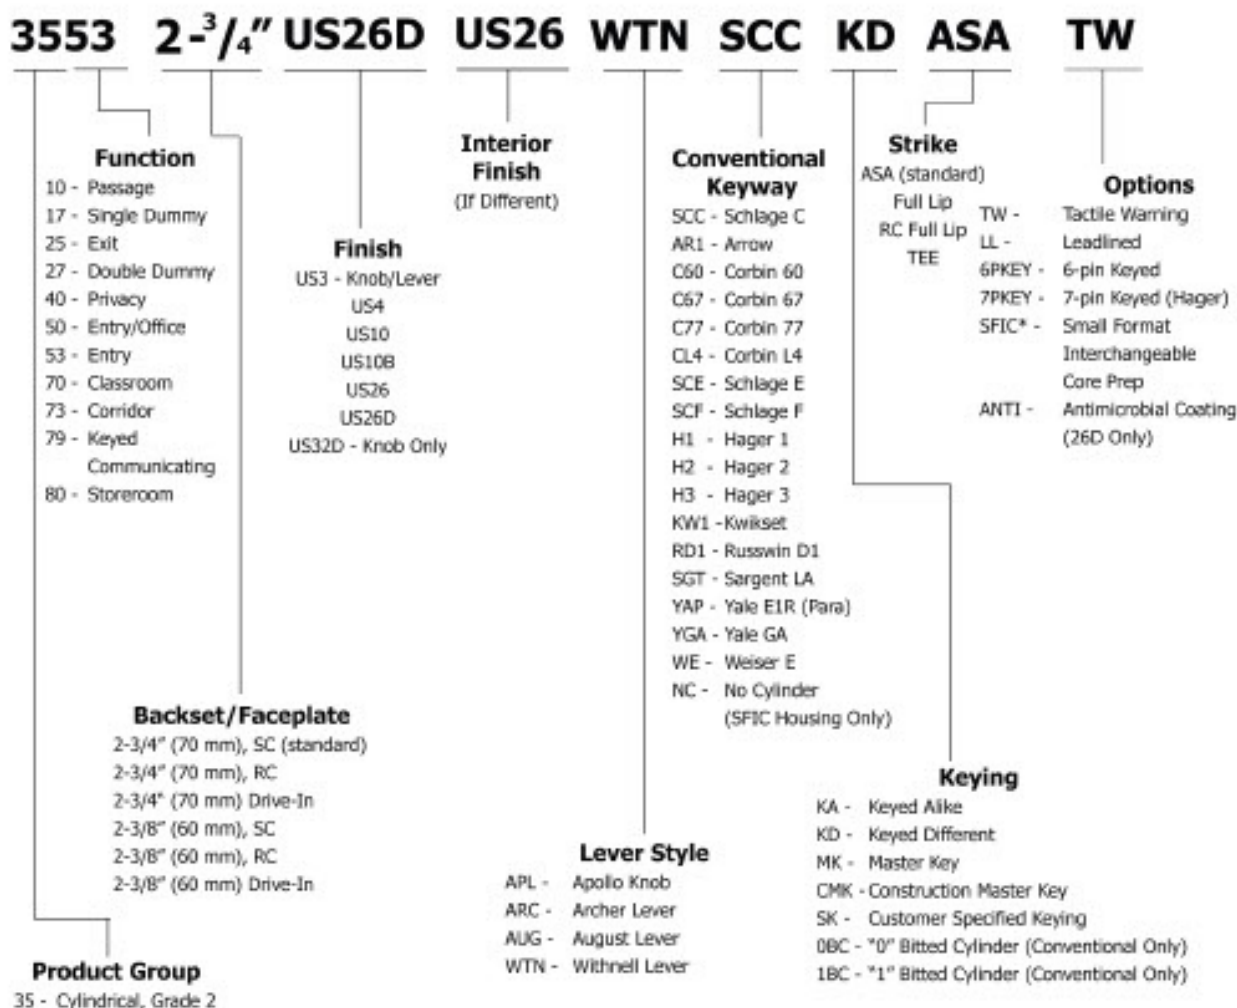 3553 2-3/4" US26D US26 WTN SCC KD ASA TW
Function
10 - Passage
17 - Single Dummy
25 - Exit
27 - Double Dummy
40 - Privacy
50 - Entry/Office
53 - Entry
70 - Classroom
73 - Corridor
79 - Keyed
Communicating
80 - Storeroom
Backset/Faceplate
2-3/4" (70 mm), SC (standard)
2-3/4" (70 mm), RC
2-3/4" (70 mm) Drive-In
2-3/8" (60 mm), SC
2-3/8" (60 mm), RC
2-3/8" (60 mm) Drive-In
Product Group
35 - Cylindrical, Grade 2
Finish
US3 - Knob/Lever
US4
US10
US10B
US26
US26D
US32D - Knob Only
Interior
Finish
(If Different)
Lever Style
APL - Apollo Knob
ARC - Archer Lever
AUG - August Lever
WTN - Withnell Lever
Conventional
Keyway
SCC - Schlage C
AR1 - Arrow
C60 - Corbin 60
C67 - Corbin 67
C77 - Corbin 77
CL4 - Corbin L4
SCE - Schlage E
SCF - Schlage F
H1 - Hager 1
H2 - Hager 2
H3 - Hager 3
KW1 -Kwikset
RD1 - Russwin D1
SGT - Sargent LA
YAP - Yale E1R (Para)
YGA - Yale GA
WE - Weiser E
NC - No Cylinder
(SFIC Housing Only)
Keying
KA - Keyed Alike
KD - Keyed Different
MK - Master Key
CMK - Construction Master Key
SK - Customer Specified Keying
0BC - "0" Bitted Cylinder (Conventional Only)
1BC - "1" Bitted Cylinder (Conventional Only)
Strike
ASA (standard)
Full Lip
RC Full Lip
TEE
Options
TW - Tactile Warning
LL - Leadlined
6PKEY - 6-pin Keyed
7PKEY - 7-pin Keyed (Hager)
SFIC* - Small Format
Interchangeable
Core Prep
ANTI - Antimicrobial Coating
(26D Only)